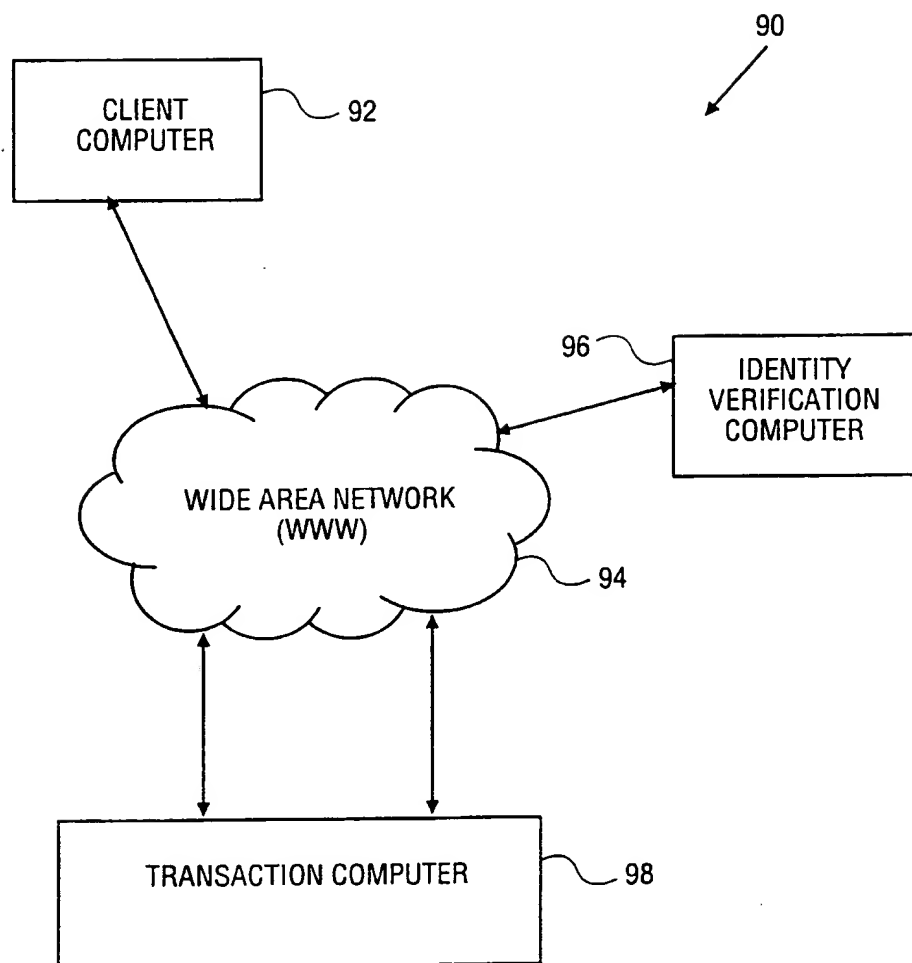 90
CLIENT
COMPUTER
92
96
IDENTITY
VERIFICATION
COMPUTER
WIDE AREA NETWORK
(WWW)
94
TRANSACTION COMPUTER
98